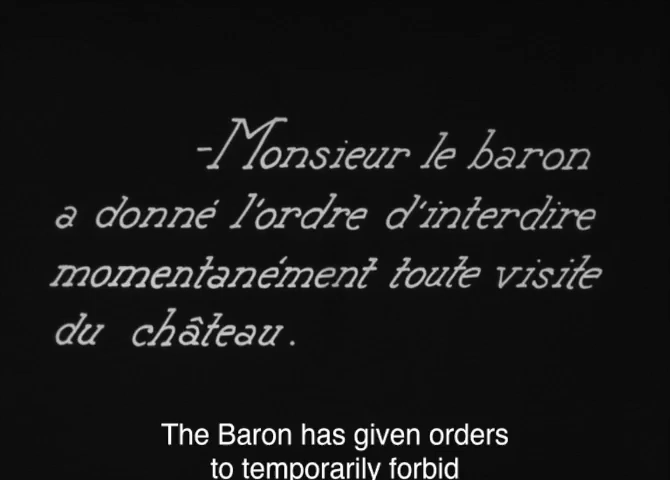 -Monsieur le baron
a donné l'ordre d'interdire
momentanément toute visite
du château.
The Baron has given orders
to temporarily forbid